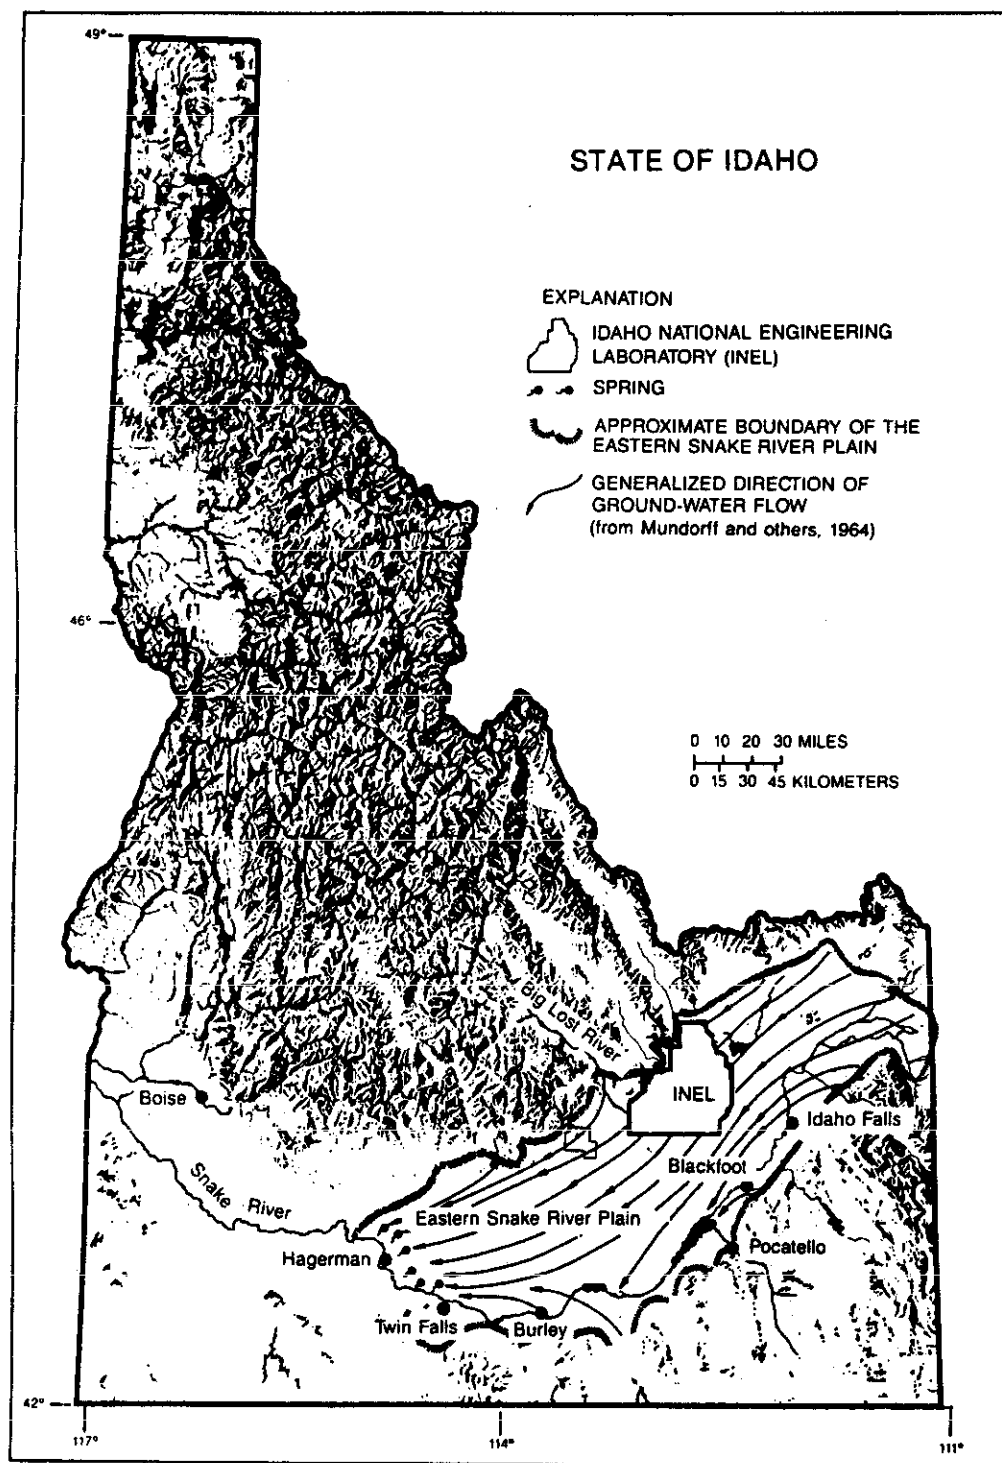 49°
STATE OF IDAHO
EXPLANATION
IDAHO NATIONAL ENGINEERING
LABORATORY (INEL)
SPRING
APPROXIMATE BOUNDARY OF THE
EASTERN SNAKE RIVER PLAIN
GENERALIZED DIRECTION OF
GROUND-WATER FLOW
(from Mundorff and others, 1964)
46°
0 10 20 30 MILES
0 15 30 45 KILOMETERS
Big Lost River
INEL
Boise
Idaho Falls
Blackfoot
Snake River
Eastern Snake River Plain
Pocatello
Hagerman
Twin Falls
Burley
42°
117°
114°
111°